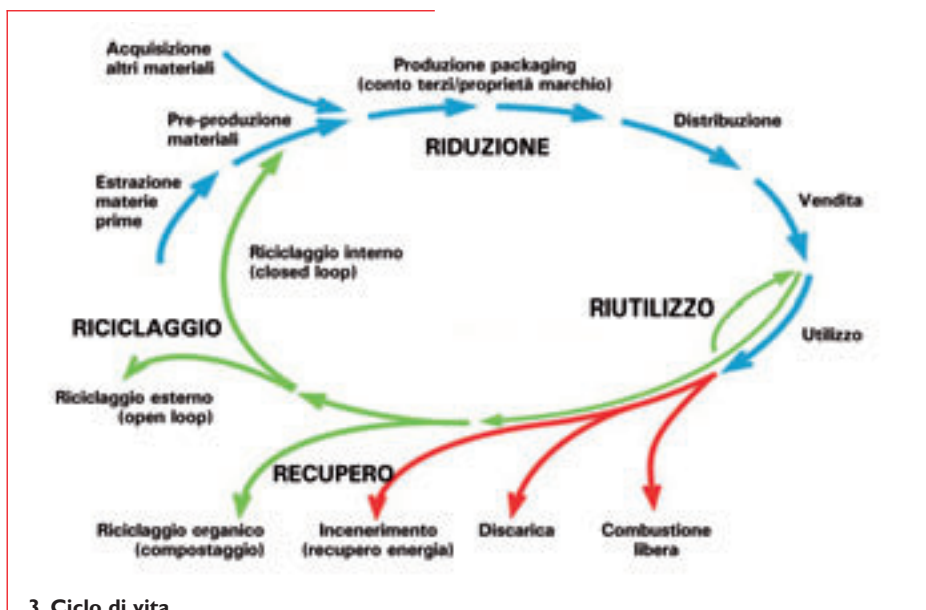 Acquisizione
altri materiali
Produzione packaging
(conto terzi/proprietà marchio)
Pre-produzione
materiali
RIDUZIONE
Distribuzione
Estrazione
materie
prime
Vendita
Riciclaggio interno
(closed loop)
RIUTILIZZO
RICICLAGGIO
Utilizzo
Riciclaggio esterno
(open loop)
RECUPERO
Riciclaggio organico
(compostaggio)
Incenerimento
(recupero energia)
Discarica
Combustione
libera
3. Ciclo di vita